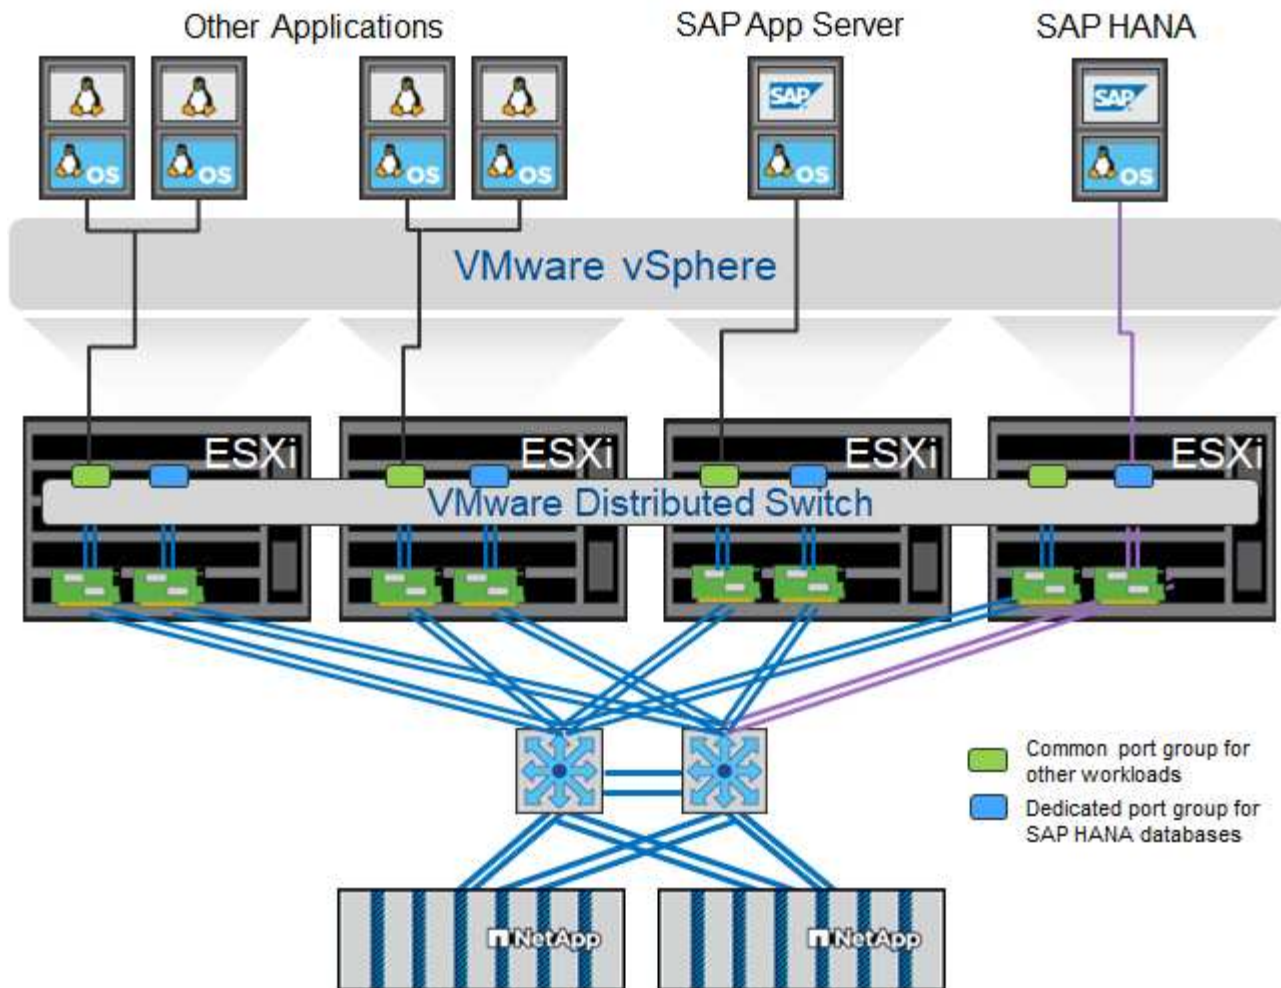 Other Applications
SAP App Server
SAP HANA
SAP
SAP
OS
OS
OS
OS
OS
OS
VMware vSphere
ESXi
ESXi
ESXi
ESXi
VMware Distributed Switch
Common port group for
other workloads
Dedicated port group for
SAP HANA databases
NetApp
NetApp